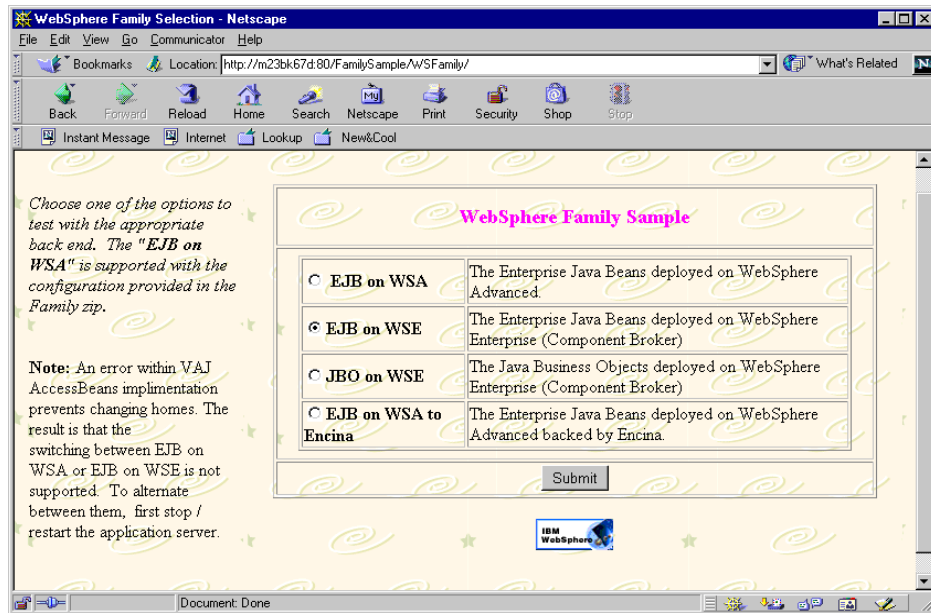 WebSphere Family Selection - Netscape
File Edit View Go Communicator Help
Bookmarks Location: http://m23bk67d:80/FamilySample/WSFamily/ What's Related N
My
Back Forward Reload Home Search Netscape Print Security Shop Stop
Instant Message Internet Lookup New&Cool
Choose one of the options to
test with the appropriate
back end. The "EJB on
WSA" is supported with the
configuration provided in the
Family zip.
Note: An error within VAJ
AccessBeans implimentation
prevents changing homes. The
result is that the
switching between EJB on
WSA or EJB on WSE is not
supported. To alternate
between them, first stop /
restart the application server.
WebSphere Family Sample
EJB on WSA
The Enterprise Java Beans deployed on WebSphere
Advanced.
EJB on WSE
The Enterprise Java Beans deployed on WebSphere
Enterprise (Component Broker)
JBO on WSE
The Java Business Objects deployed on WebSphere
Enterprise (Component Broker)
EJB on WSA to
Encina
The Enterprise Java Beans deployed on WebSphere
Advanced backed by Encina.
Submit
IBM
WebSphere
Document: Done